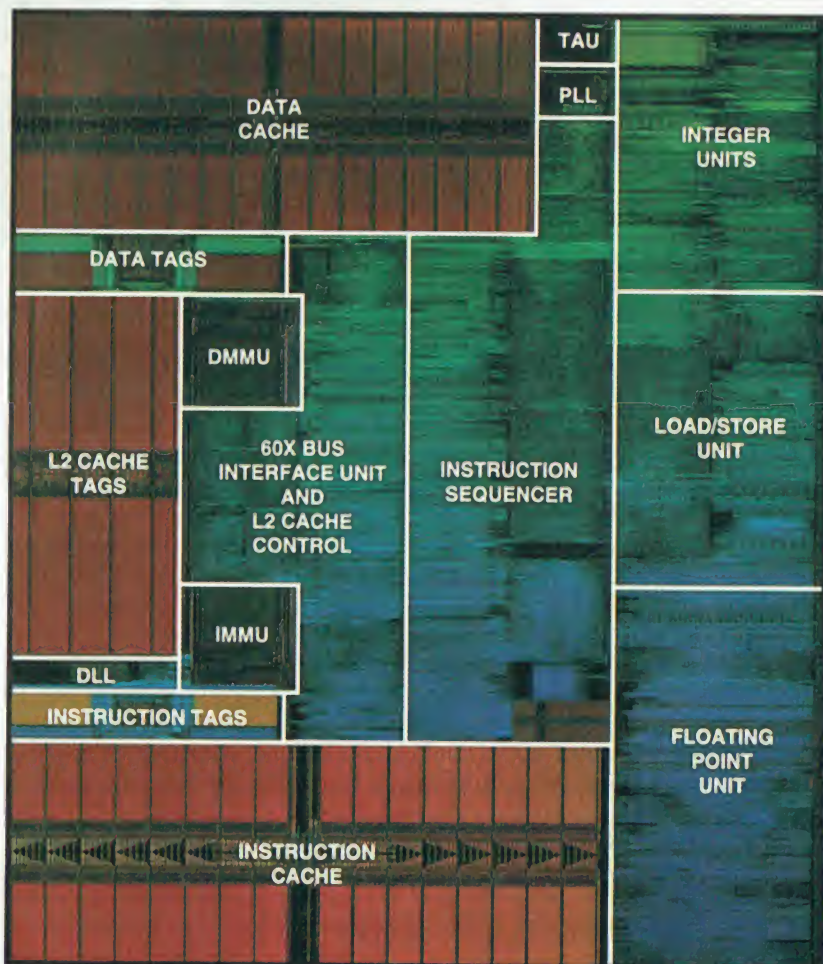 DATA
CACHE
TAU
PLL
INTEGER
UNITS
DATA TAGS
DMMU
L2 CACHE
TAGS
60X BUS
INTERFACE UNIT
AND
L2 CACHE
CONTROL
INSTRUCTION
SEQUENCER
LOAD/STORE
UNIT
IMMU
DLL
INSTRUCTION TAGS
FLOATING
POINT
UNIT
INSTRUCTION
CACHE